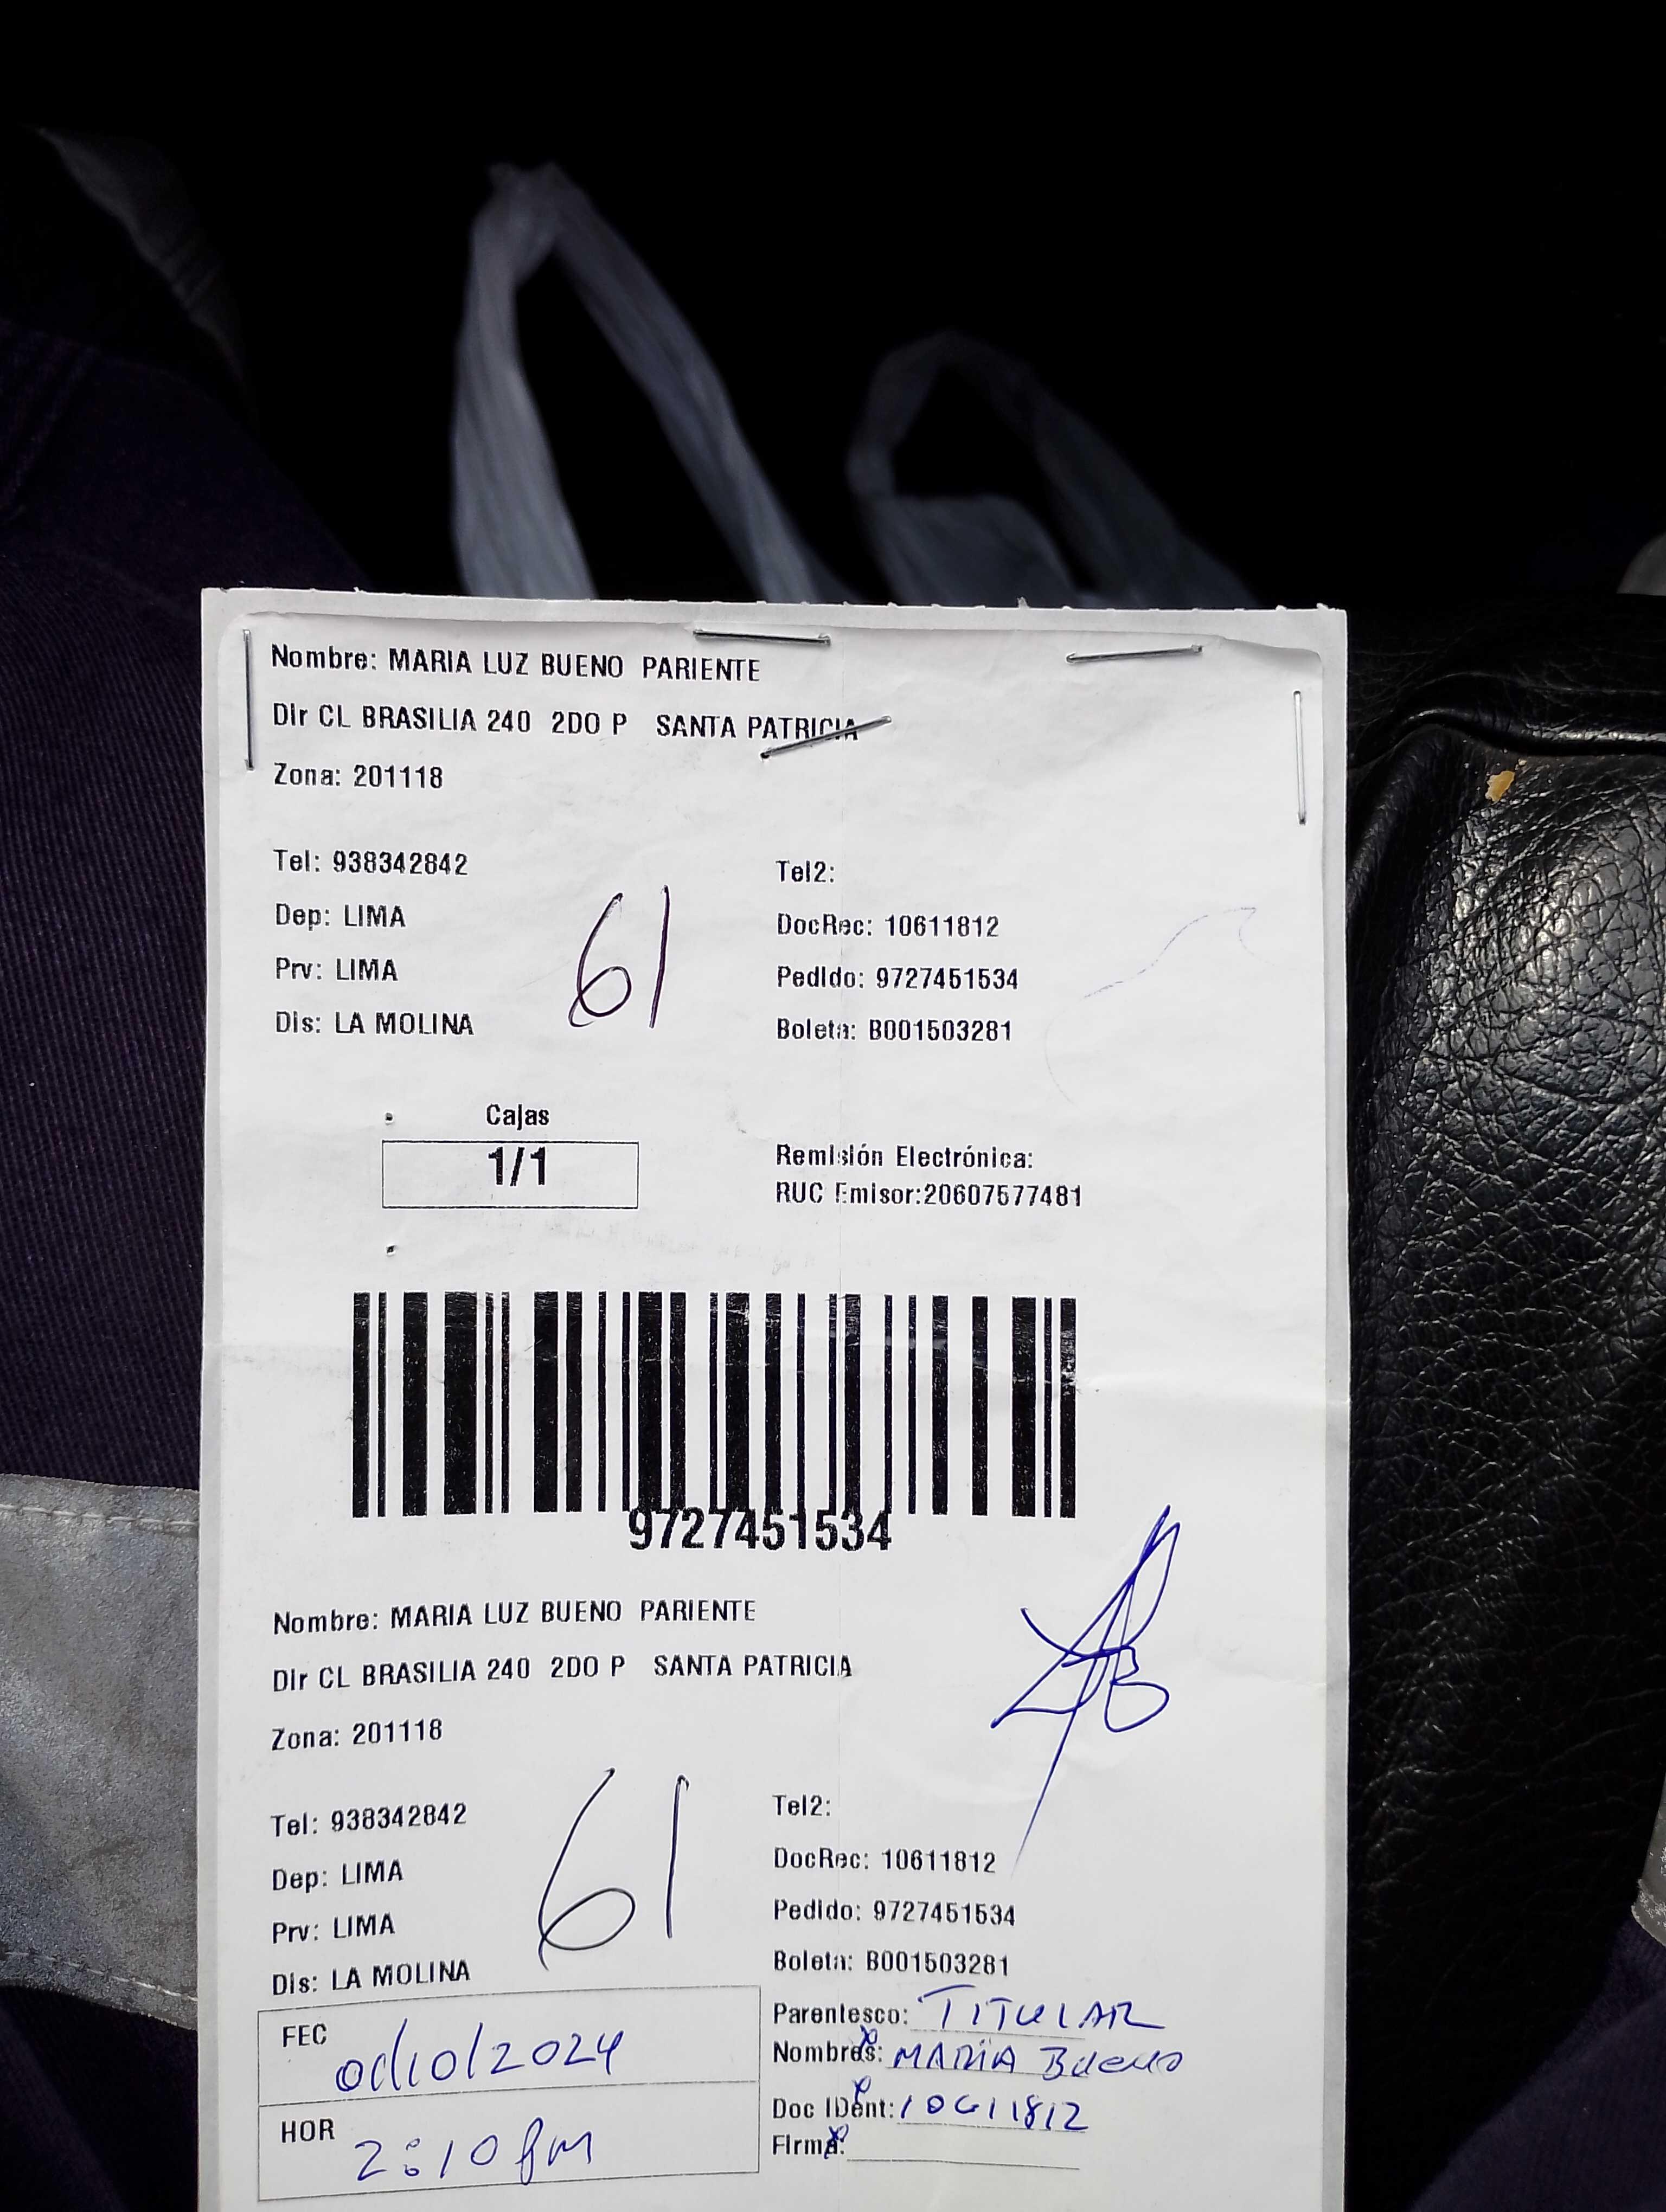 Nombre: MARIA LUZ BUENO PARIENTE
Dir CL BRASILIA 240 2DO P SANTA PATRICIA
Zona: 201118
Tel: 938342842
Tel2:
Dep: LIMA
DocRec: 10611812
Prv: LIMA
Pedido: 9727451534
Dis: LA MOLINA
Boleta: B001503281
61
Cajas
1/1
Remisión Electrónica:
RUC Emisor:20607577481
9727451534
Nombre: MARIA LUZ BUENO PARIENTE
Dir CL BRASILIA 240 2DO P SANTA PATRICIA
Zona: 201118
Tel: 938342842
Tel2:
Dep: LIMA
DocRec: 10611812
Prv: LIMA
Pedido: 9727451534
Dis: LA MOLINA
Boleta: B001503281
61
Parentesco: TITULAR
FEC
Nombres: MARIA Bueno
Doc IDent: 10611812
HOR 2:10 pm
Firma: